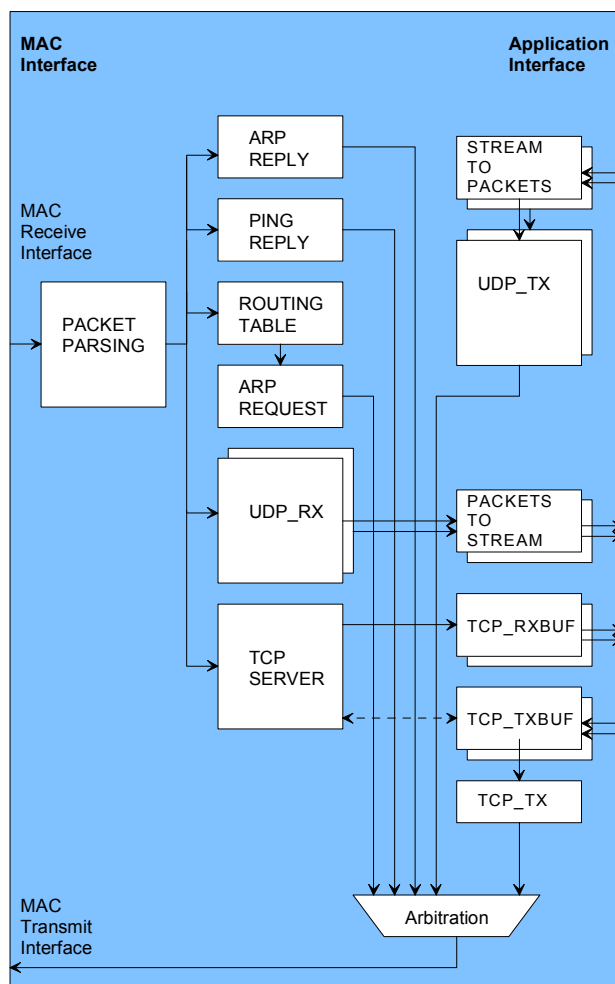 MAC
Interface
Application
Interface
ARP
REPLY
STREAM
TO
PACKETS
MAC
Receive
Interface
PING
REPLY
UDP_TX
PACKET
PARSING
ROUTING
TABLE
ARP
REQUEST
UDP_RX
PACKETS
TO
STREAM
TCP
SERVER
TCP_RXBUF
TCP_TXBUF
TCP_TX
MAC
Transmit
Interface
Arbitration